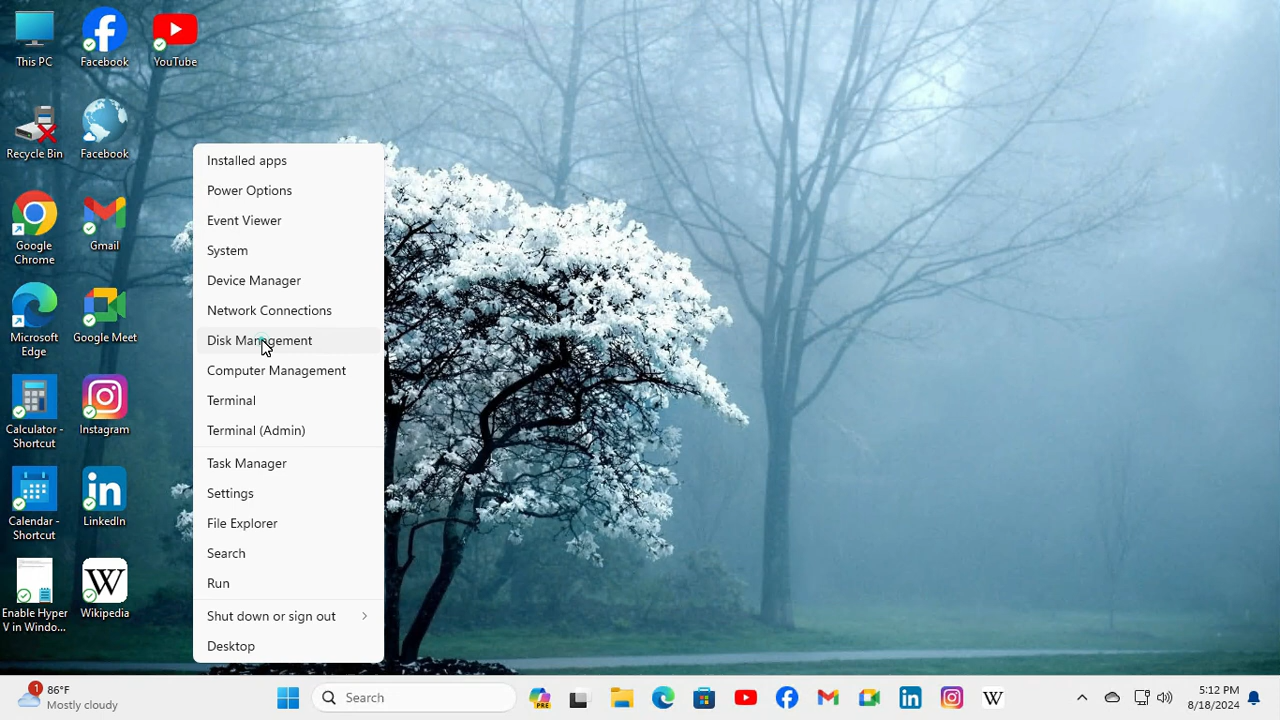 This PC
Facebook
YouTube
Recycle Bin
Facebook
Google
Chrome
Gmail
Microsoft
Edge
Google Meet
Calculator -
Shortcut
Instagram
Calendar -
Shortcut
LinkedIn
Enable Hyper
V in Windo...
Wikipedia
Installed apps
Power Options
Event Viewer
System
Device Manager
Network Connections
Disk Management
Computer Management
Terminal
Terminal (Admin)
Task Manager
Settings
File Explorer
Search
Run
Shut down or sign out
Desktop
1
86°F
Mostly cloudy
Search
PRE
5:12 PM
8/18/2024